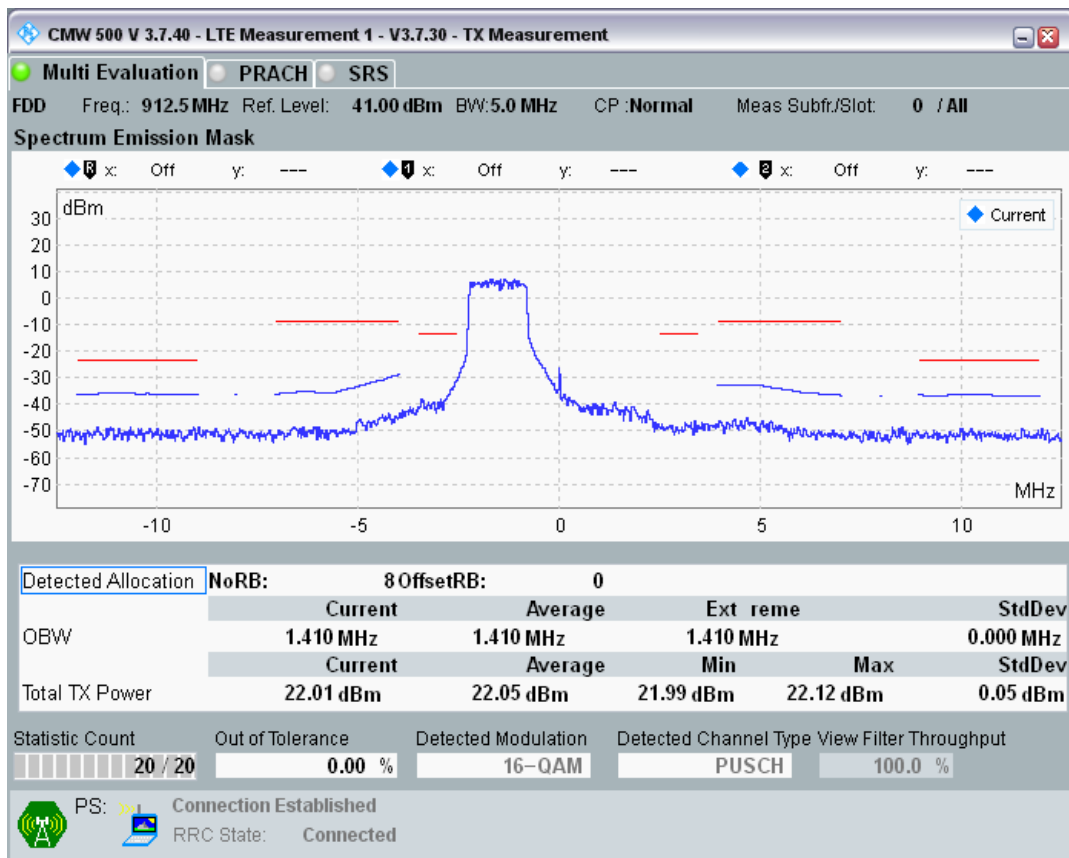 CMW 500 V 3.7.40 - LTE Measurement 1 - V3.7.30 - TX Measurement
Multi Evaluation PRACH SRS
FDD Freq.: 912.5 MHz Ref. Level: 41.00 dBm BW:5.0 MHz CP :Normal Meas Subfr./Slot: 0 / All
Spectrum Emission Mask
R x: Off y: --- 1 x: Off y: --- 2 x: Off y: ---
dBm
Current
30
20
10
0
-10
-20
-30
-40
-50
-60
-70
MHz
-10 -5 0 5 10
Detected Allocation NoRB: 8 OffsetRB: 0
Current Average Ext reme StdDev
OBW 1.410 MHz 1.410 MHz 1.410 MHz 0.000 MHz
Current Average Min Max StdDev
Total TX Power 22.01 dBm 22.05 dBm 21.99 dBm 22.12 dBm 0.05 dBm
Statistic Count Out of Tolerance Detected Modulation Detected Channel Type View Filter Throughput
20 / 20 0.00 % 16-QAM PUSCH 100.0 %
PS: Connection Established
RRC State: Connected